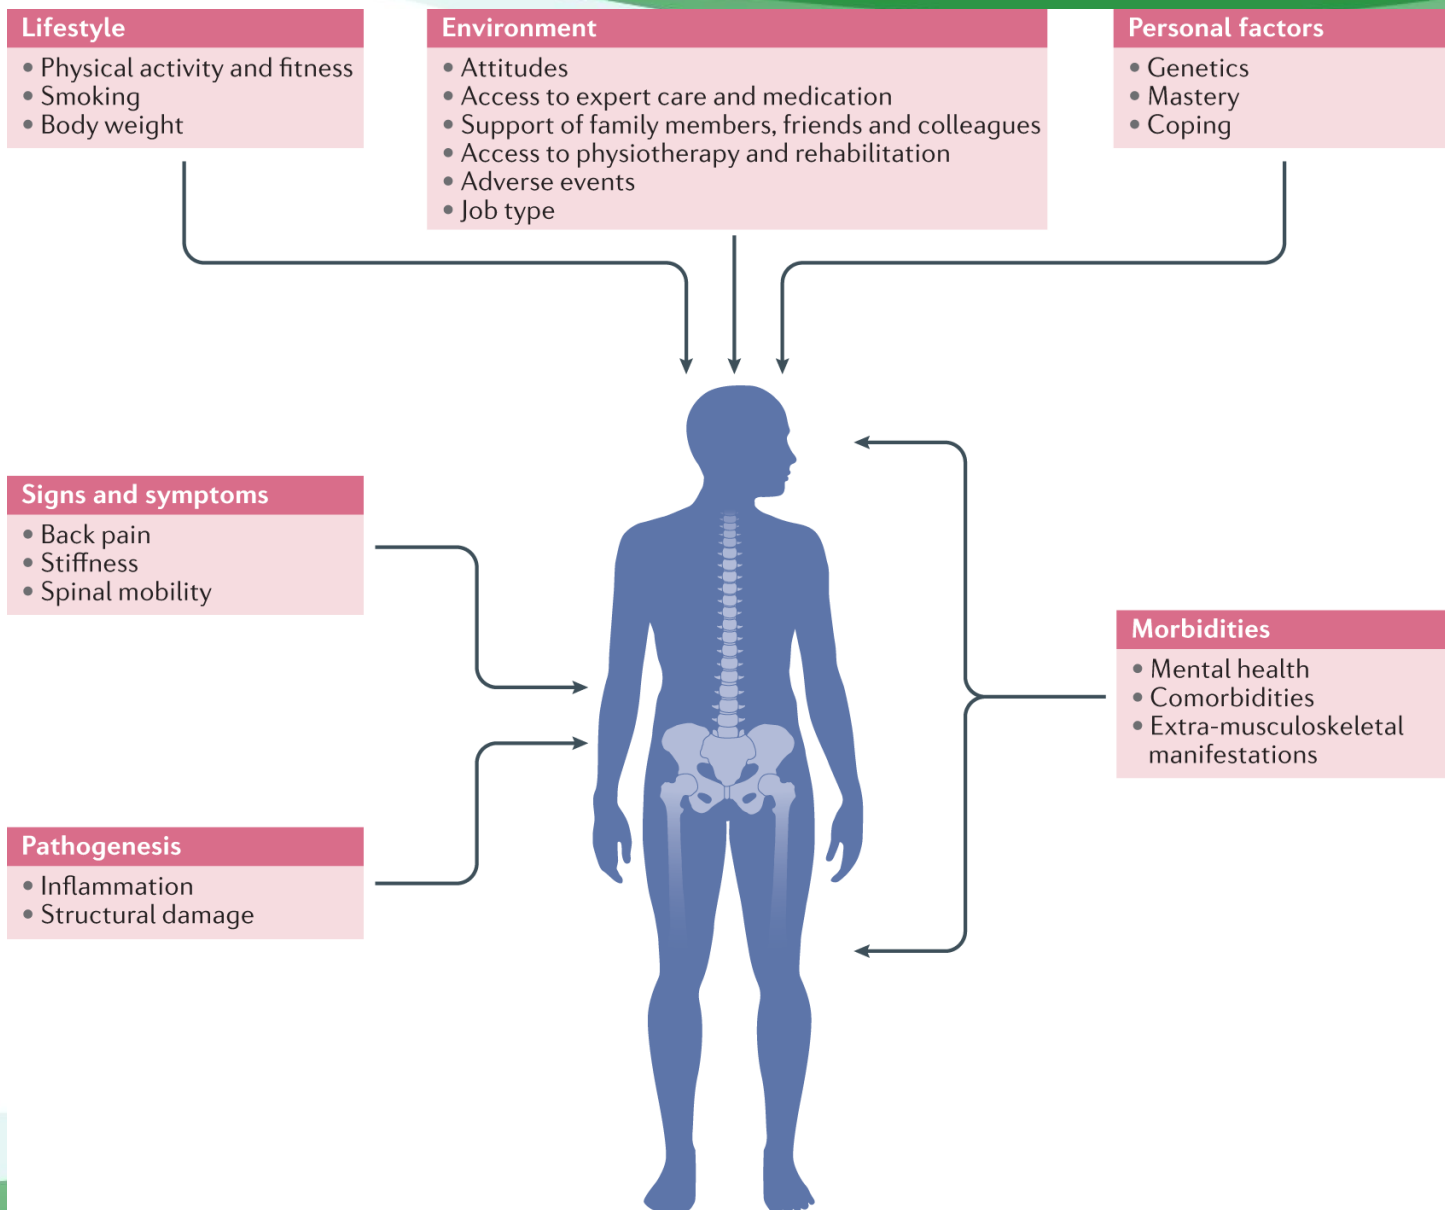 Lifestyle
• Physical activity and fitness
• Smoking
• Body weight
Environment
• Attitudes
• Access to expert care and medication
• Support of family members, friends and colleagues
• Access to physiotherapy and rehabilitation
• Adverse events
• Job type
Personal factors
• Genetics
• Mastery
• Coping
Signs and symptoms
• Back pain
• Stiffness
• Spinal mobility
Morbidities
• Mental health
• Comorbidities
• Extra-musculoskeletal
manifestations
Pathogenesis
• Inflammation
• Structural damage